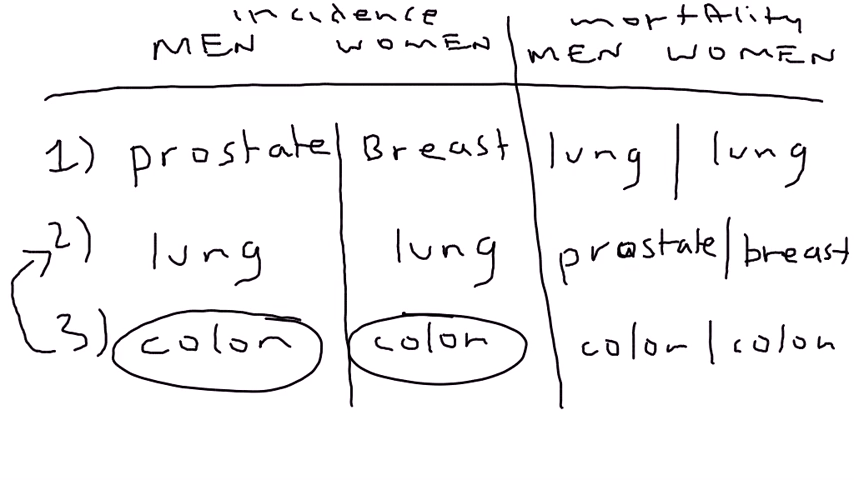 incidence mortAlity
MEN WOMEN MEN WOMEN
1) prostate Breast lung lung
2) lung lung prostate breast
3) colon colon colon colon